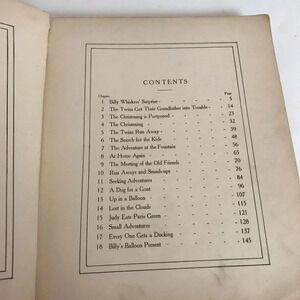 CONTENTS
Chapter Page
1 Billy Whiskers' Surprise - - - - - 5
2 The Twins Get Their Grandfather into Trouble - - 14
3 The Christening is Postponed - - - - 23
4 The Christening - - - - - - 32
5 The Twins Run Away - - - - - 39
6 The Search for the Kids - - - - - 48
7 The Adventure at the Fountain - - - - 56
8 At Home Again - - - - - - 65
9 The Meeting of the Old Friends - - - - 70
10 Run Aways and Smash-ups - - - - 76
11 Seeking Adventures - - - - - 84
12 A Dog for a Goat - - - - - 96
13 Up in a Balloon - - - - - 107
14 Lost in the Clouds - - - - - 115
15 Judy Eats Paris Green - - - - - 121
16 Small Adventures - - - - - 128
17 Every One Gets a Ducking - - - - 137
18 Billy's Balloon Present - - - - - 145